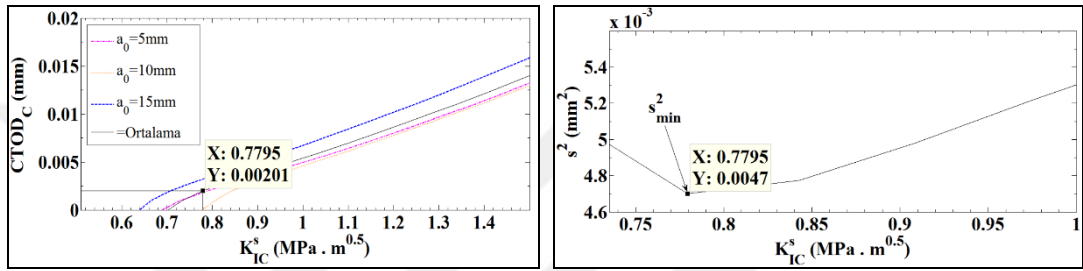 CTOD_C (mm)
0.02
0.015
0.01
0.005
0
a_0=5mm
a_0=10mm
a_0=15mm
=Ortalama
X: 0.7795
Y: 0.00201
0.6 0.7 0.8 0.9 1 1.1 1.2 1.3 1.4
K^s_IC (MPa . m^0.5)
x 10^-3
s^2 (mm^2)
5.4
5.2
5
4.8
4.6
s^2_min
X: 0.7795
Y: 0.0047
0.75 0.8 0.85 0.9 0.95 1
K^s_IC (MPa . m^0.5)